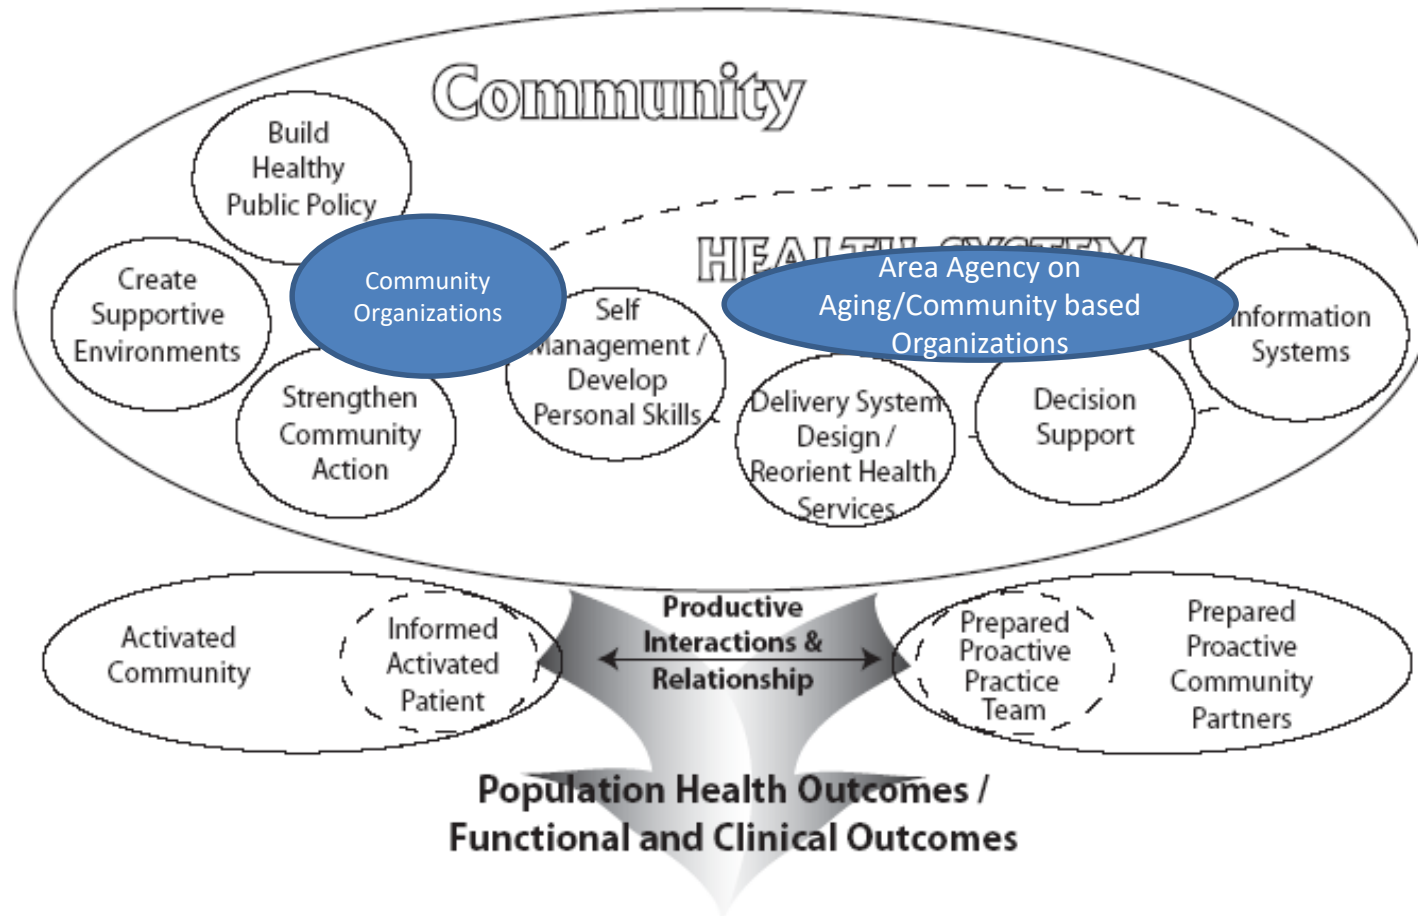 Community
Build
Healthy
Public Policy
Community
Organizations
Create
Supportive
Environments
Strengthen
Community
Action
HEALTH SYSTEM
Area Agency on
Aging/Community based
Organizations
Self
Management /
Develop
Personal Skills
Delivery System
Design /
Reorient Health
Services
Decision
Support
Information
Systems
Activated
Community
Informed
Activated
Patient
Productive
Interactions &
Relationship
Prepared
Proactive
Practice
Team
Prepared
Proactive
Community
Partners
Population Health Outcomes /
Functional and Clinical Outcomes